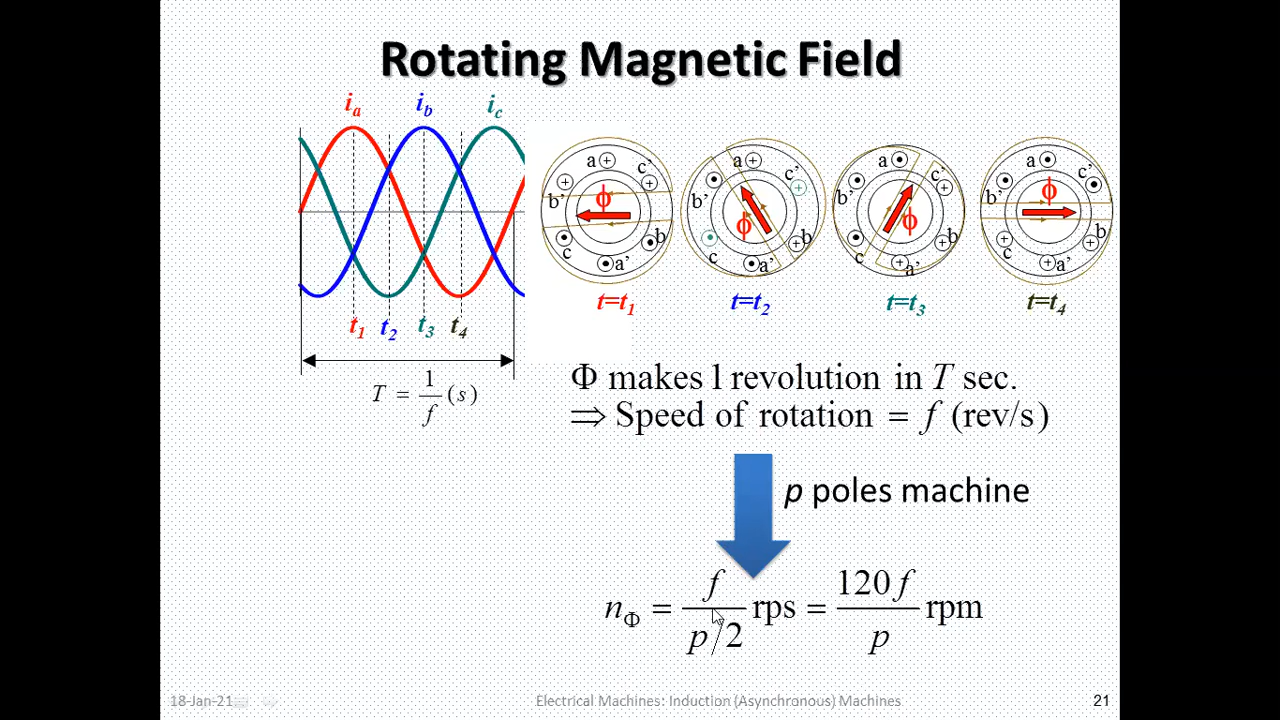 Rotating Magnetic Field
i_a i_b i_c
t_1 t_2 t_3 t_4
T = 1/f (s)
a c' b a' c b' ϕ
a c' b a' c b' ϕ
a c' b a' c b' ϕ
a c' b a' c b' ϕ
t=t_1 t=t_2 t=t_3 t=t_4
Φ makes 1 revolution in T sec.
⇒ Speed of rotation = f (rev/s)
p poles machine
n_Φ = f/(p/2) rps = 120f/p rpm
18-Jan-21 Electrical Machines: Induction (Asynchronous) Machines 21